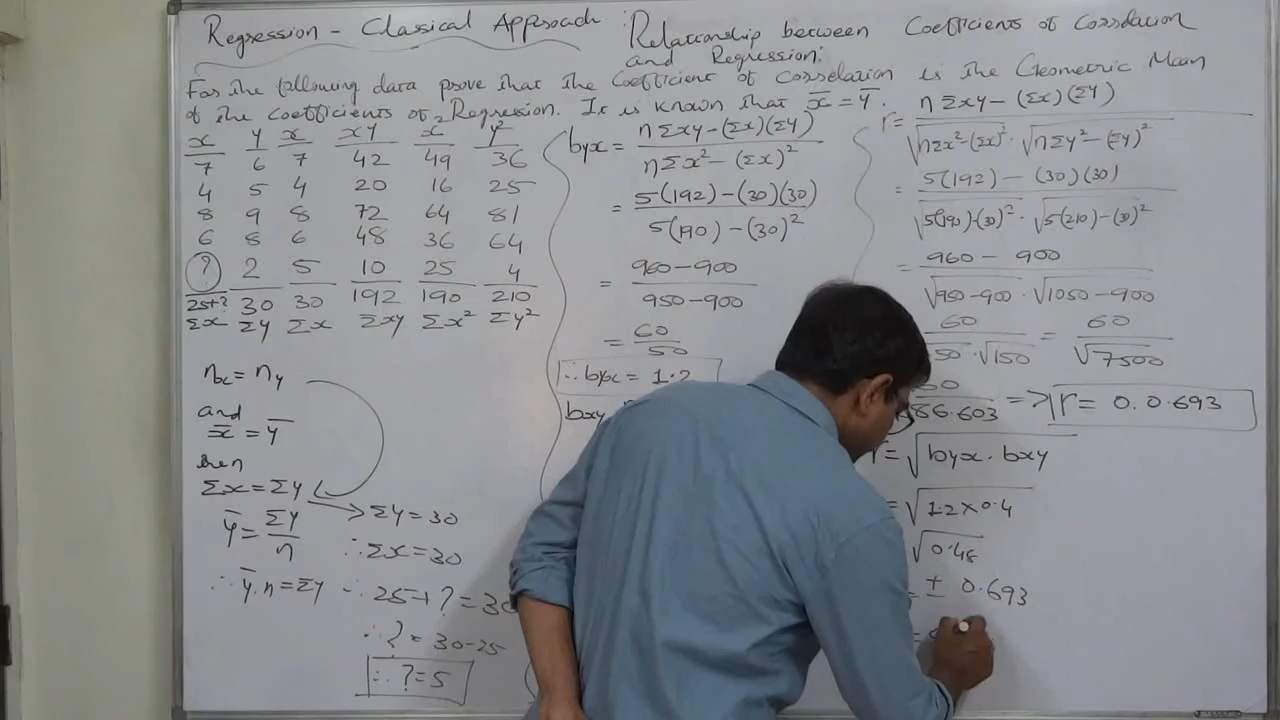 Regression - Classical Approach : Relationship between Coefficients of Correlation
and Regression:
For the following data prove that the Coefficient of correlation is the Geometric Mean
of the coefficients of Regression. It is known that x̄ = ȳ.
x y x xy x² y²
7 6 7 42 49 36
4 5 4 20 16 25
8 9 8 72 64 81
6 8 6 48 36 64
? 2 5 10 25 4
25+? 30 30 192 190 210
Σx Σy Σx Σxy Σx² Σy²
nx = ny
and
x̄ = ȳ
then
Σx = Σy
ȳ = Σy / n
∴ ȳ.n = Σy
Σy = 30
∴ Σx = 30
∴ 25+? = 30
∴ ? = 30-25
∴ ? = 5
byx = nΣxy - (Σx)(Σy) / nΣx² - (Σx)²
= 5(192) - (30)(30) / 5(190) - (30)²
= 960 - 900 / 950 - 900
= 60 / 50
∴ byx = 1.2
bxy
r = nΣxy - (Σx)(Σy) / √nΣx² - (Σx)² . √nΣy² - (Σy)²
= 5(192) - (30)(30) / √5(190) - (30)² . √5(210) - (30)²
= 960 - 900 / √950 - 900 . √1050 - 900
60 / 50 . √150 = 60 / √7500
86.603 => r = 0.0.693
r = √byx . bxy
= √1.2 x 0.4
√0.48
= ± 0.693
=